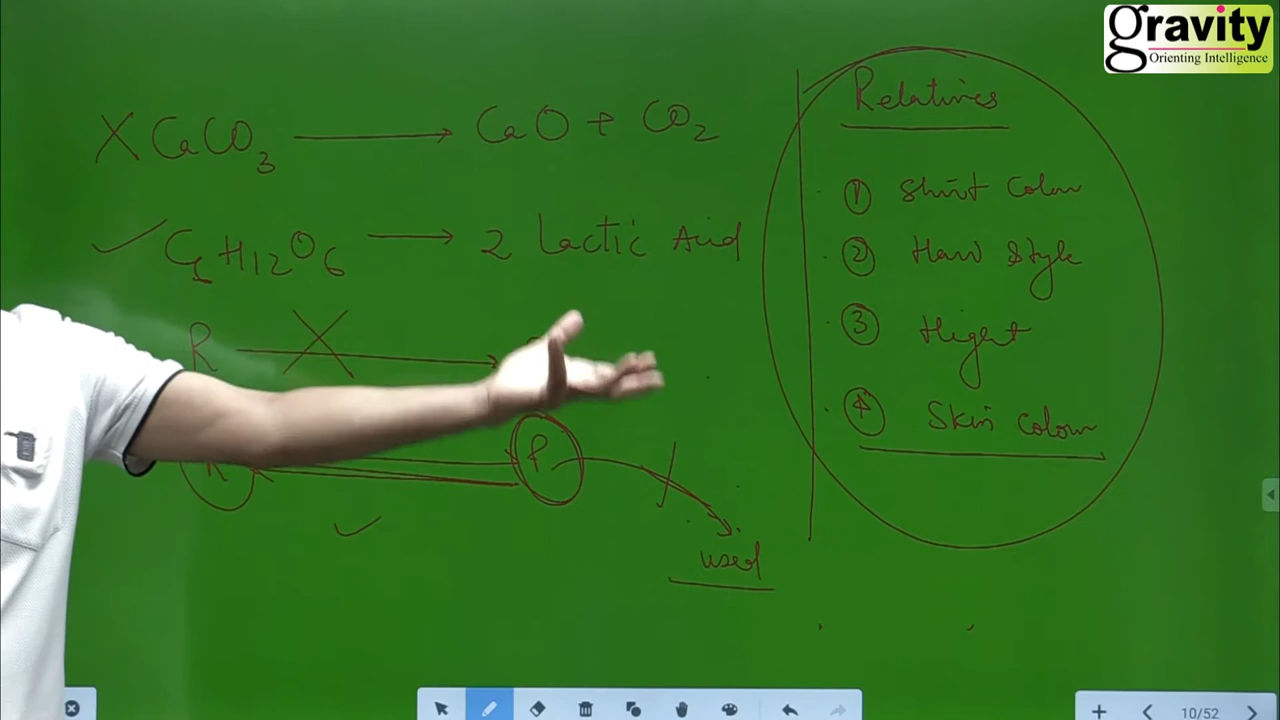 gravity
Orienting Intelligence
X CaCO3 → CaO + CO2
✓ C6H12O6 → 2 Lactic Acid
R
R P
✓
used
Relatives
① Shirt Colour
② Hair Style
③ Hight
④ Skin Colour
10/52